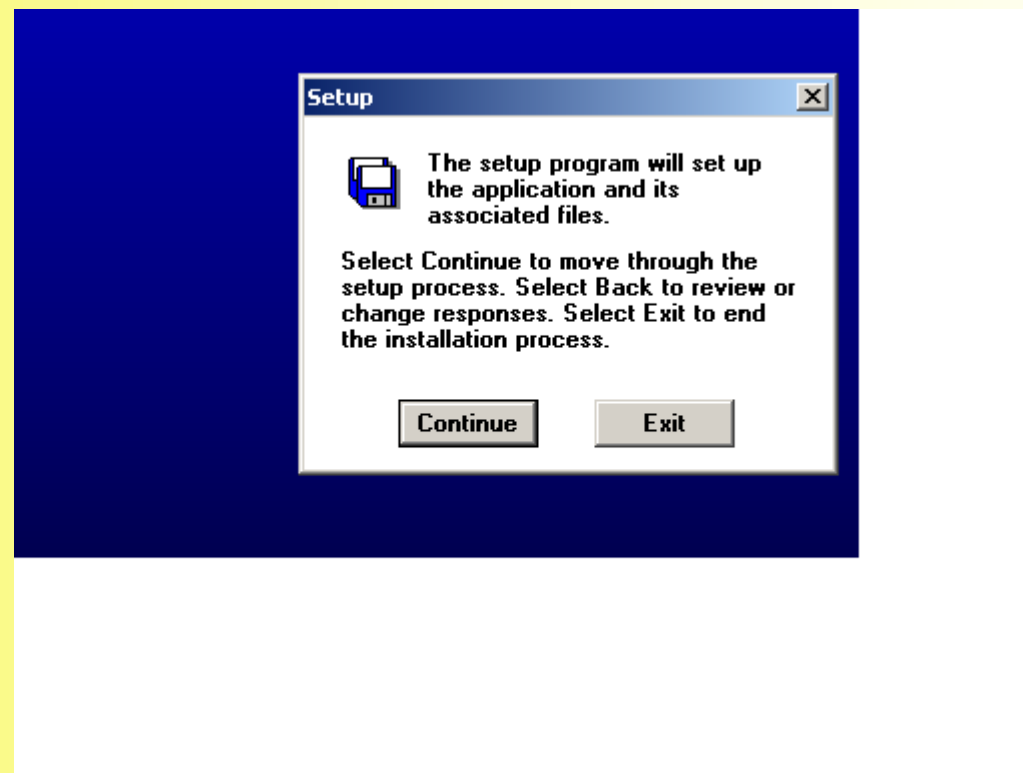 Setup
The setup program will set up
the application and its
associated files.
Select Continue to move through the
setup process. Select Back to review or
change responses. Select Exit to end
the installation process.
Continue
Exit